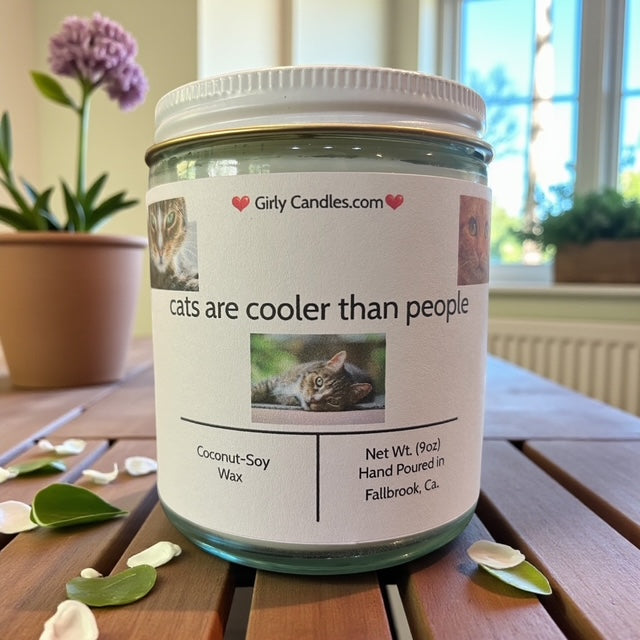 Girly Candles.com
cats are cooler than people
Coconut-Soy
Wax
Net Wt. (9oz)
Hand Poured in
Fallbrook, Ca.